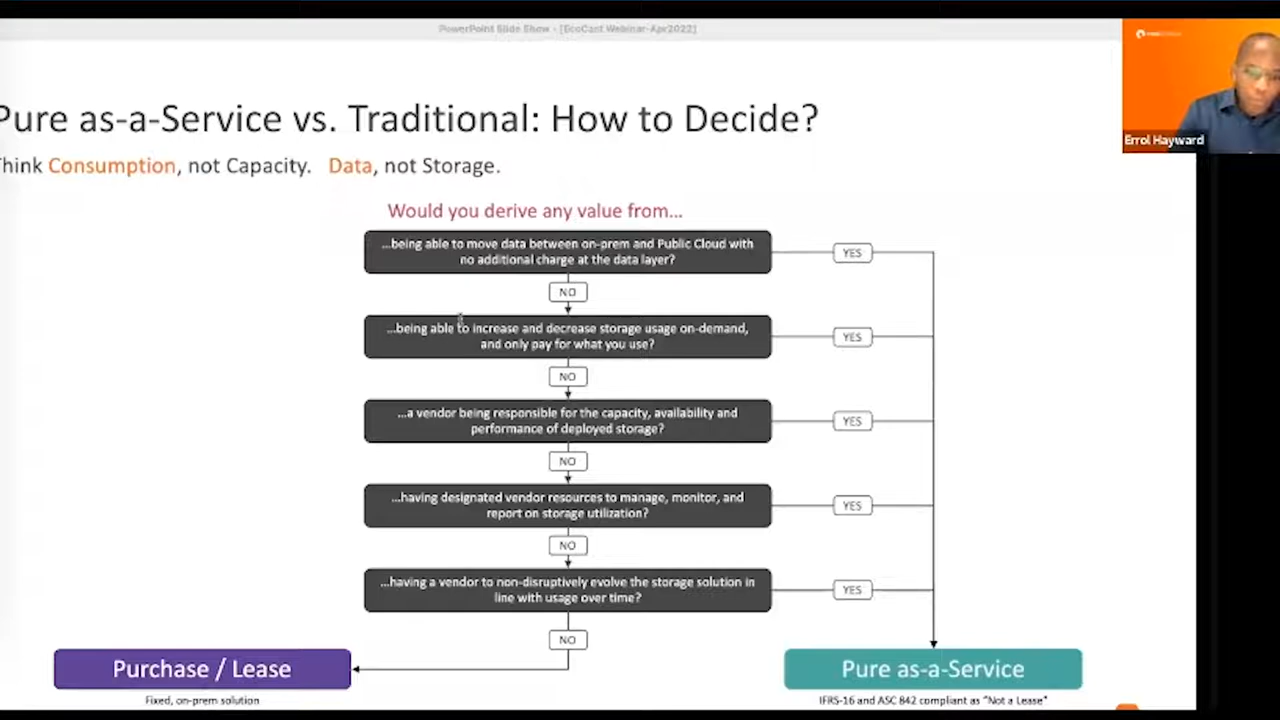 PowerPoint Slide Show - [EcoCast Webinar-Apr2022]
Errol Hayward
Pure as-a-Service vs. Traditional: How to Decide?
Think Consumption, not Capacity. Data, not Storage.
Would you derive any value from...
...being able to move data between on-prem and Public Cloud with
no additional charge at the data layer?
YES
NO
...being able to increase and decrease storage usage on-demand,
and only pay for what you use?
YES
NO
...a vendor being responsible for the capacity, availability and
performance of deployed storage?
YES
NO
...having designated vendor resources to manage, monitor, and
report on storage utilization?
YES
NO
...having a vendor to non-disruptively evolve the storage solution in
line with usage over time?
YES
NO
Purchase / Lease
Fixed, on-prem solution
Pure as-a-Service
IFRS-16 and ASC 842 compliant as "Not a Lease"